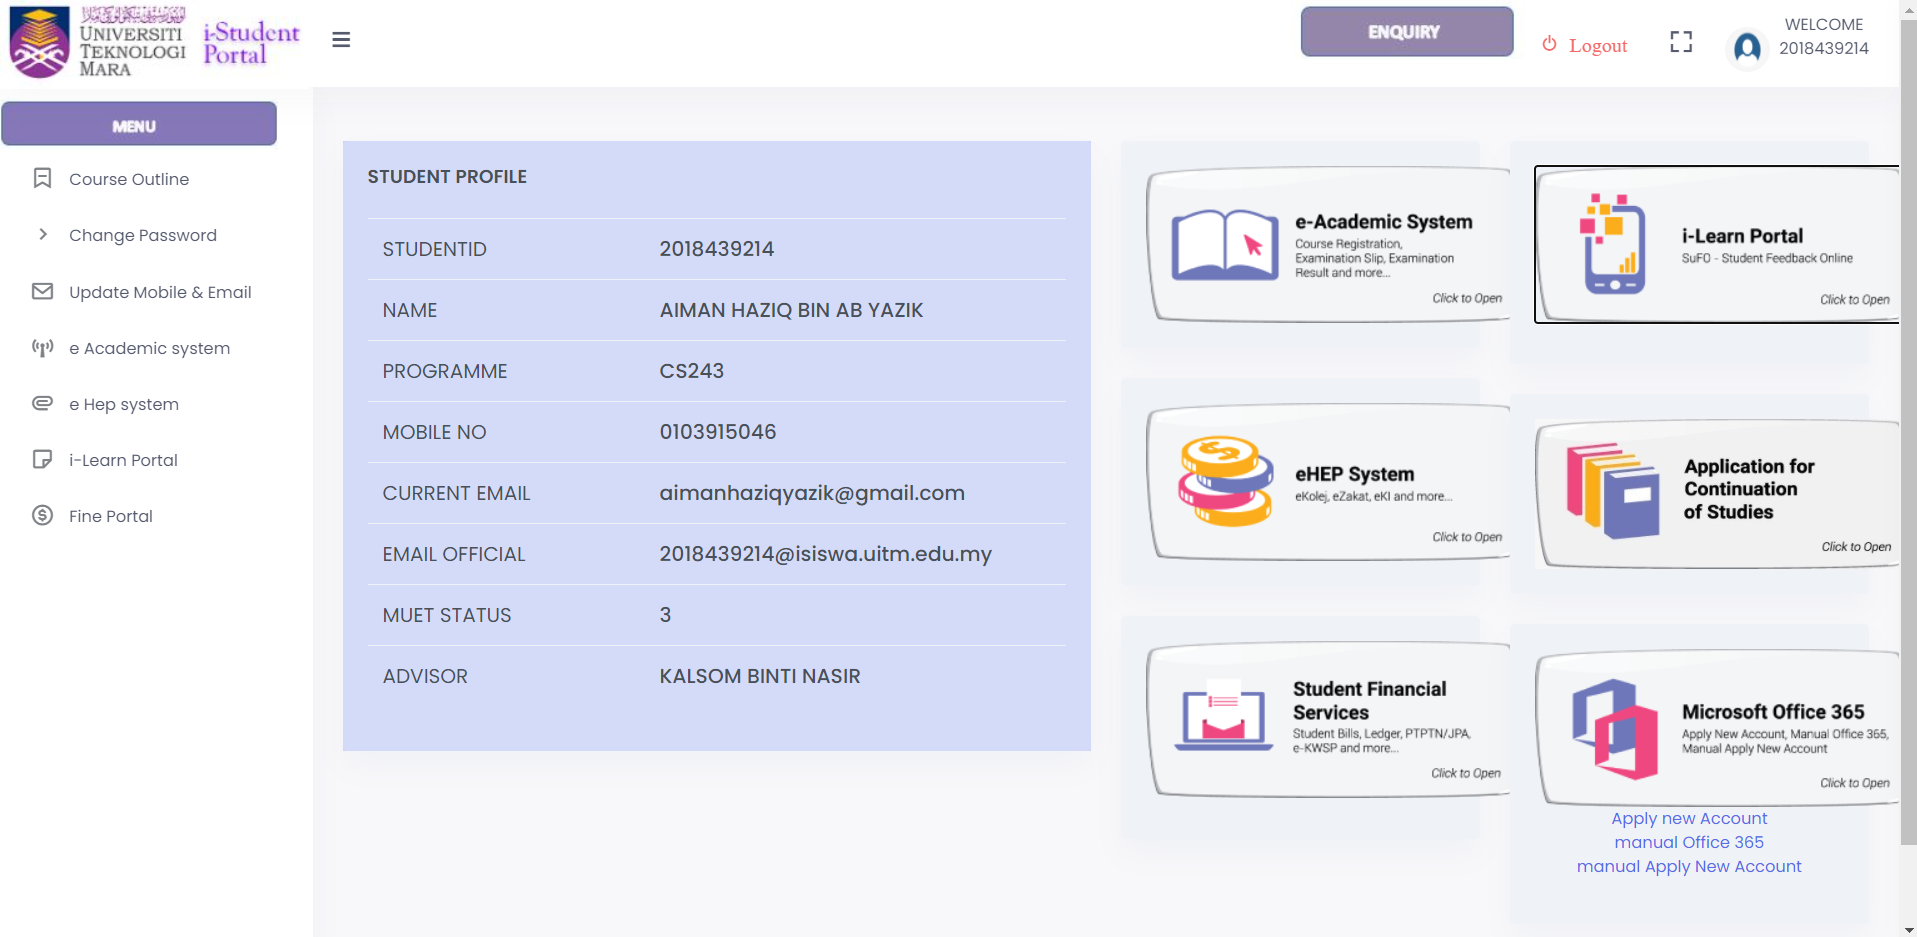 UNIVERSITI
TEKNOLOGI
MARA
i-Student
Portal
ENQUIRY
Logout
WELCOME
2018439214
MENU
Course Outline
Change Password
Update Mobile & Email
e Academic system
e Hep system
i-Learn Portal
Fine Portal
STUDENT PROFILE
STUDENTID 2018439214
NAME AIMAN HAZIQ BIN AB YAZIK
PROGRAMME CS243
MOBILE NO 0103915046
CURRENT EMAIL aimanhaziqyazik@gmail.com
EMAIL OFFICIAL 2018439214@isiswa.uitm.edu.my
MUET STATUS 3
ADVISOR KALSOM BINTI NASIR
e-Academic System
Course Registration,
Examination Slip, Examination
Result and more...
Click to Open
i-Learn Portal
SuFO - Student Feedback Online
Click to Open
eHEP System
eKolej, eZakat, eKI and more...
Click to Open
Application for
Continuation
of Studies
Click to Open
Student Financial
Services
Student Bills, Ledger, PTPTN/JPA,
e-KWSP and more...
Click to Open
Microsoft Office 365
Apply New Account, Manual Office 365,
Manual Apply New Account
Click to Open
Apply new Account
manual Office 365
manual Apply New Account